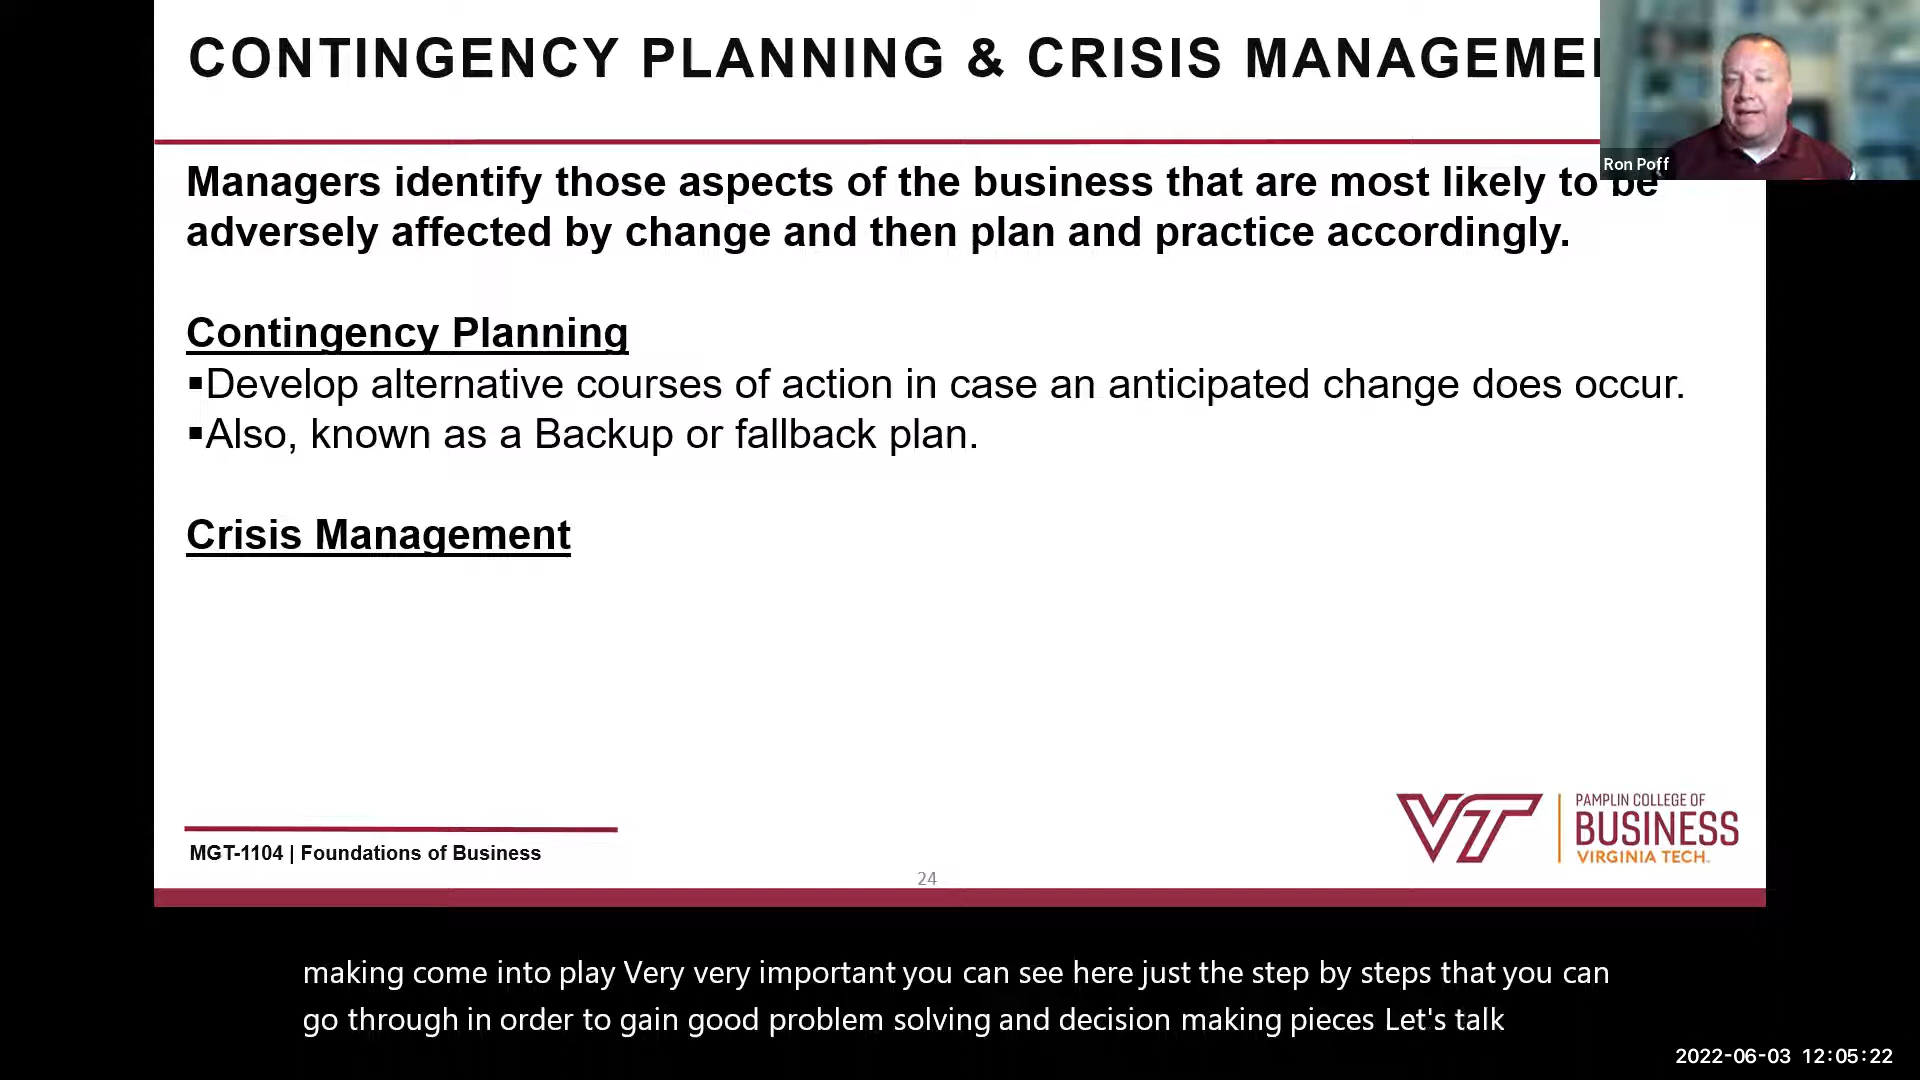 CONTINGENCY PLANNING & CRISIS MANAGEME
Ron Poff
Managers identify those aspects of the business that are most likely to be
adversely affected by change and then plan and practice accordingly.
Contingency Planning
▪Develop alternative courses of action in case an anticipated change does occur.
▪Also, known as a Backup or fallback plan.
Crisis Management
VT
PAMPLIN COLLEGE OF
BUSINESS
VIRGINIA TECH.
MGT-1104 | Foundations of Business
24
making come into play Very very important you can see here just the step by steps that you can
go through in order to gain good problem solving and decision making pieces Let's talk
2022-06-03 12:05:22